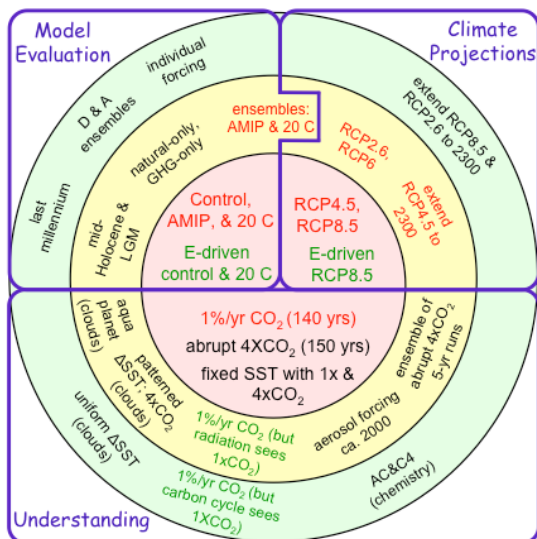 Model
Evaluation
Climate
Projections
individual
forcing
D & A
ensembles
last
millennium
extend RCP8.5 &
RCP2.6 to 2300
ensembles:
AMIP & 20 C
natural-only,
GHG-only
mid-
Holocene &
LGM
RCP2.6,
RCP6
extend
RCP4.5 to
2300
Control,
AMIP, & 20 C
E-driven
control & 20 C
RCP4.5,
RCP8.5
E-driven
RCP8.5
1%/yr CO₂ (140 yrs)
abrupt 4XCO₂ (150 yrs)
fixed SST with 1x &
4xCO₂
aqua
planet
(clouds)
patterned
ΔSST; 4xCO₂
(clouds)
1%/yr CO₂ (but
radiation sees
1xCO₂)
aerosol forcing
ca. 2000
ensemble of
abrupt 4xCO₂
5-yr runs
uniform ΔSST
(clouds)
1%/yr CO₂ (but
carbon cycle sees
1XCO₂)
AC&C4
(chemistry)
Understanding